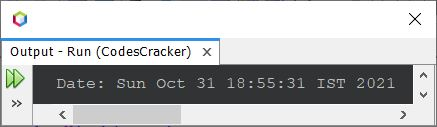 Output - Run (CodesCracker)
Date: Sun Oct 31 18:55:31 IST 2021